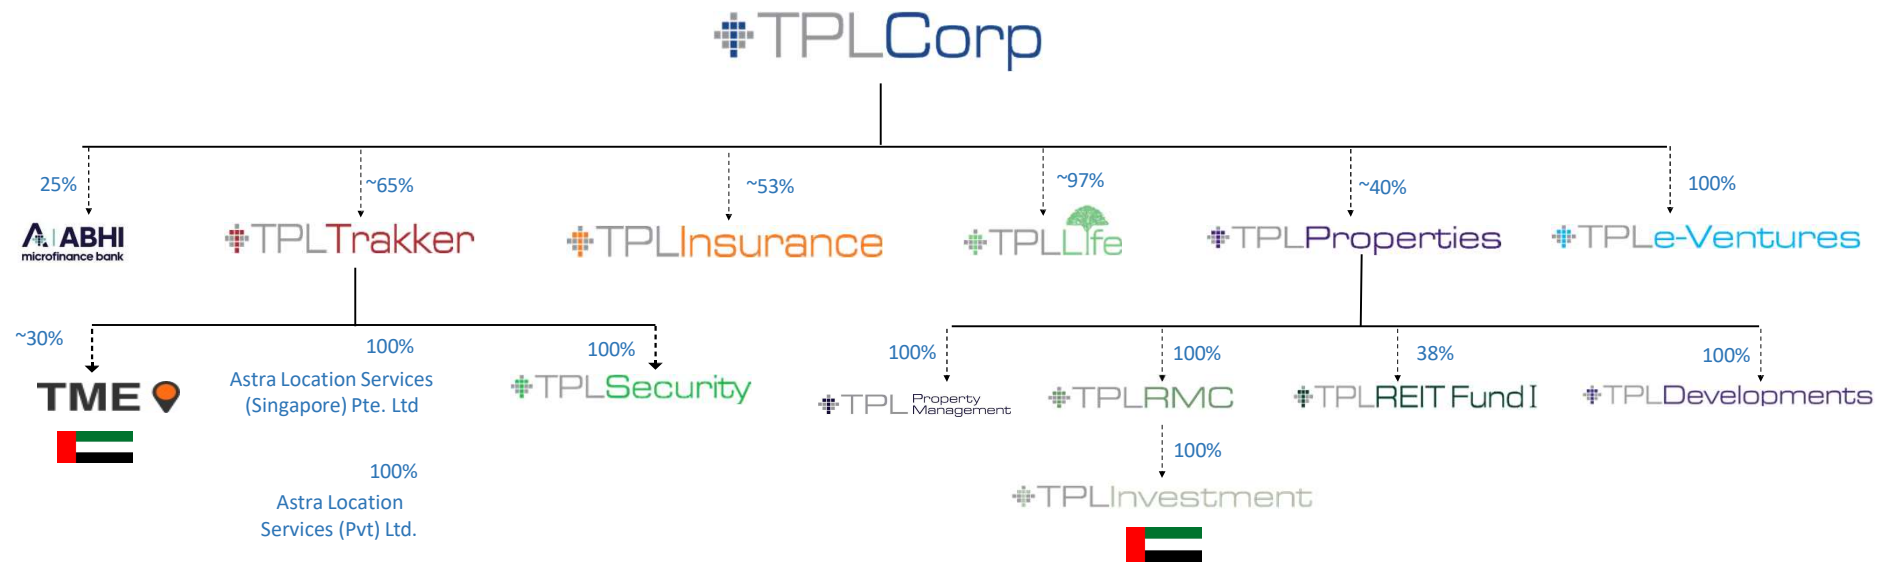 TPLCorp
25%
~65%
~53%
~97%
~40%
100%
ABHI
microfinance bank
TPLTrakker
TPLInsurance
TPLLife
TPLProperties
TPLe-Ventures
~30%
100%
100%
100%
100%
38%
100%
TME
Astra Location Services
(Singapore) Pte. Ltd
TPLSecurity
TPL Property
Management
TPLRMC
TPLREIT Fund I
TPLDevelopments
100%
Astra Location
Services (Pvt) Ltd.
100%
TPLInvestment